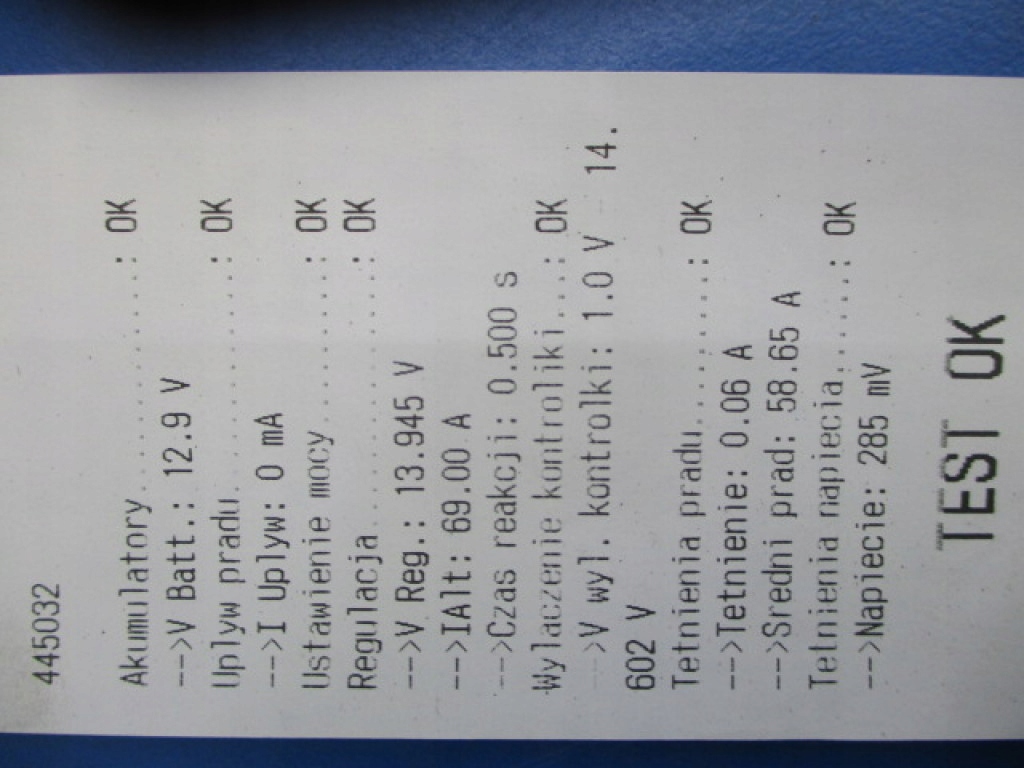 445032
Akumulatory..............: OK
-->V Batt.: 12.9 V
Uplyw pradu..............: OK
-->I Uplyw: 0 mA
Ustawienie mocy..........: OK
Regulacja................: OK
-->V Reg.: 13.945 V
-->IAlt: 69.00 A
-->Czas reakcji: 0.500 s
Wylaczenie kontroliki....: OK
-->V wyl. kontrolki: 1.0 V 14.
602 V
Tetnienia pradu..........: OK
-->Tetnienie: 0.06 A
-->Sredni prad: 58.65 A
Tetnienia napiecia.......: OK
-->Napiecie: 285 mV
TEST OK